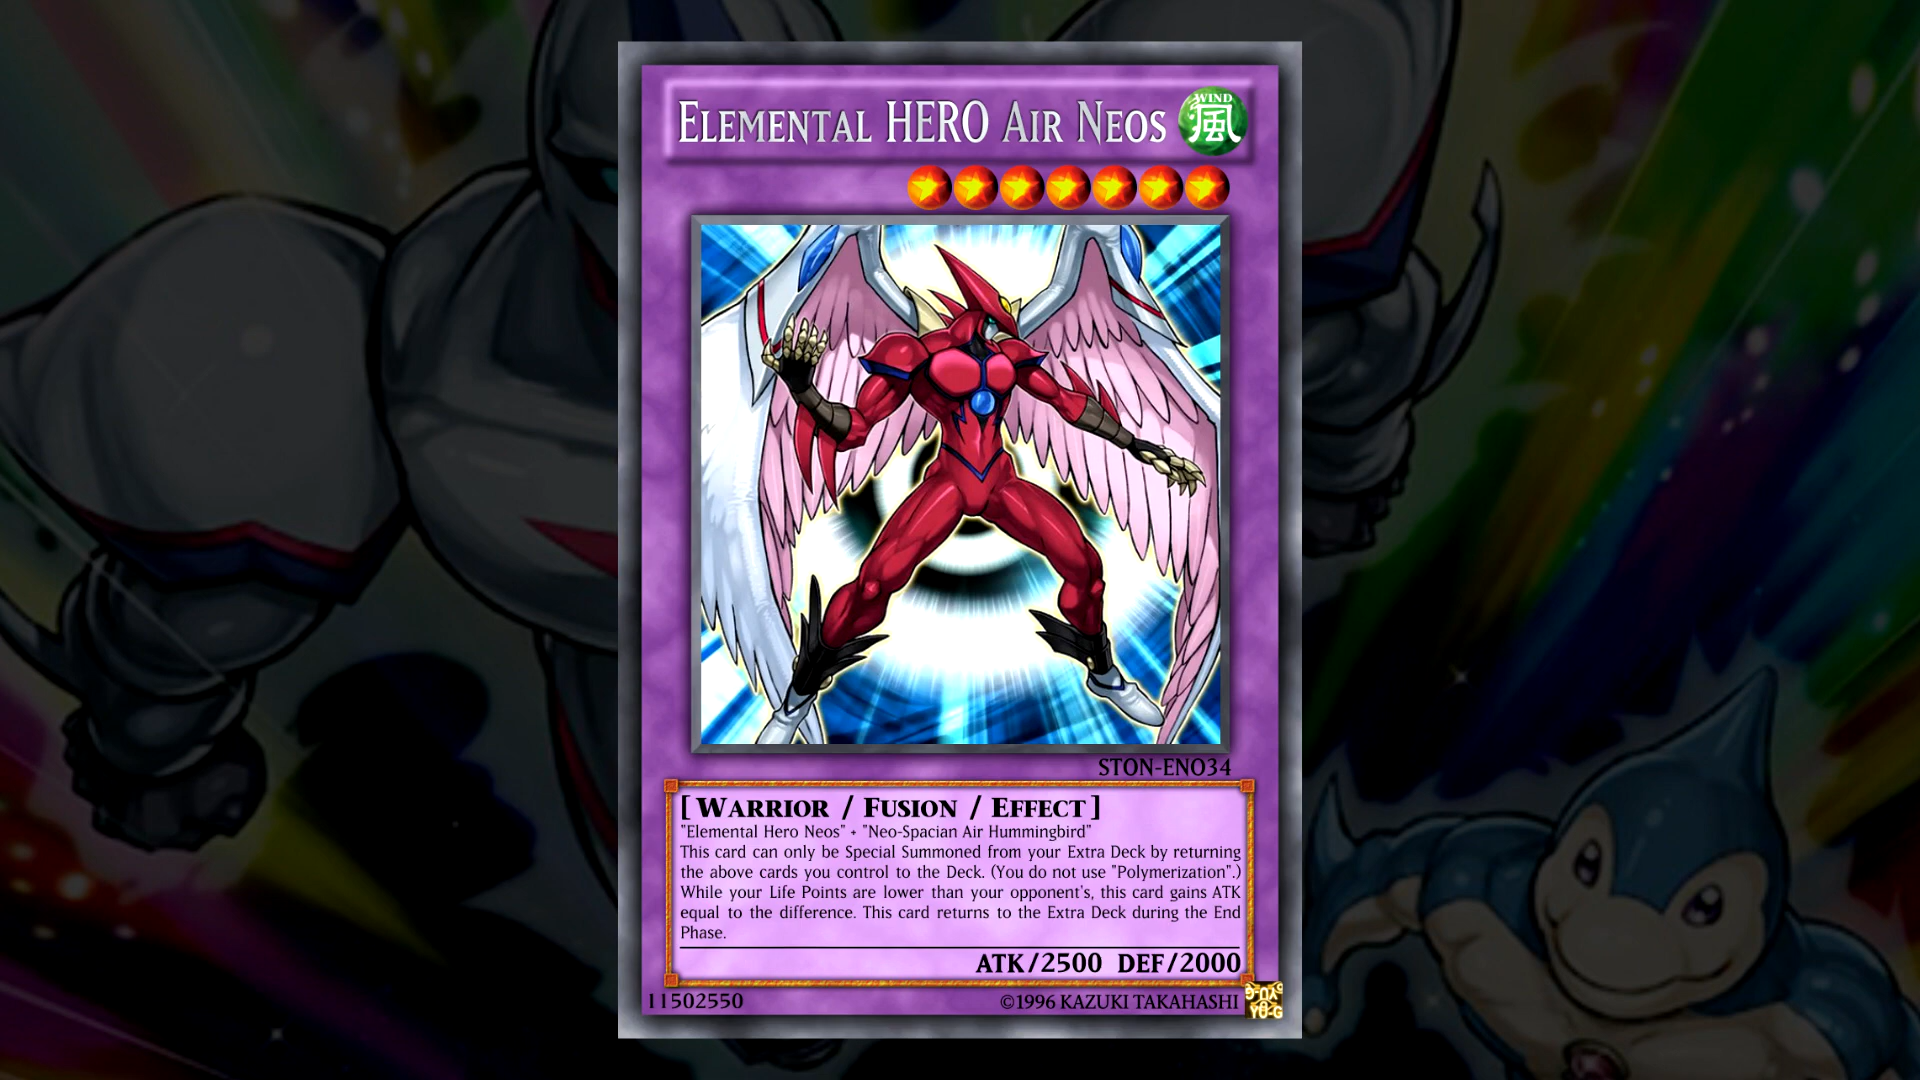 Elemental HERO Air Neos
WIND
風
STON-EN034
[ Warrior / Fusion / Effect ]
"Elemental Hero Neos" + "Neo-Spacian Air Hummingbird"
This card can only be Special Summoned from your Extra Deck by returning
the above cards you control to the Deck. (You do not use "Polymerization".)
While your Life Points are lower than your opponent's, this card gains ATK
equal to the difference. This card returns to the Extra Deck during the End
Phase.
ATK/2500 DEF/2000
11502550
©1996 KAZUKI TAKAHASHI